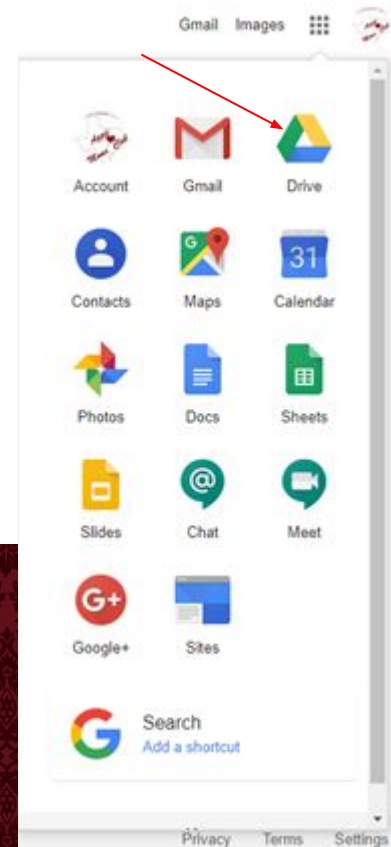 Gmail Images
Account Gmail Drive
G
31
Contacts Maps Calendar
Photos Docs Sheets
@
Slides Chat Meet
G+
Google+ Sites
G Search
Add a shortcut
Privacy Terms Settings